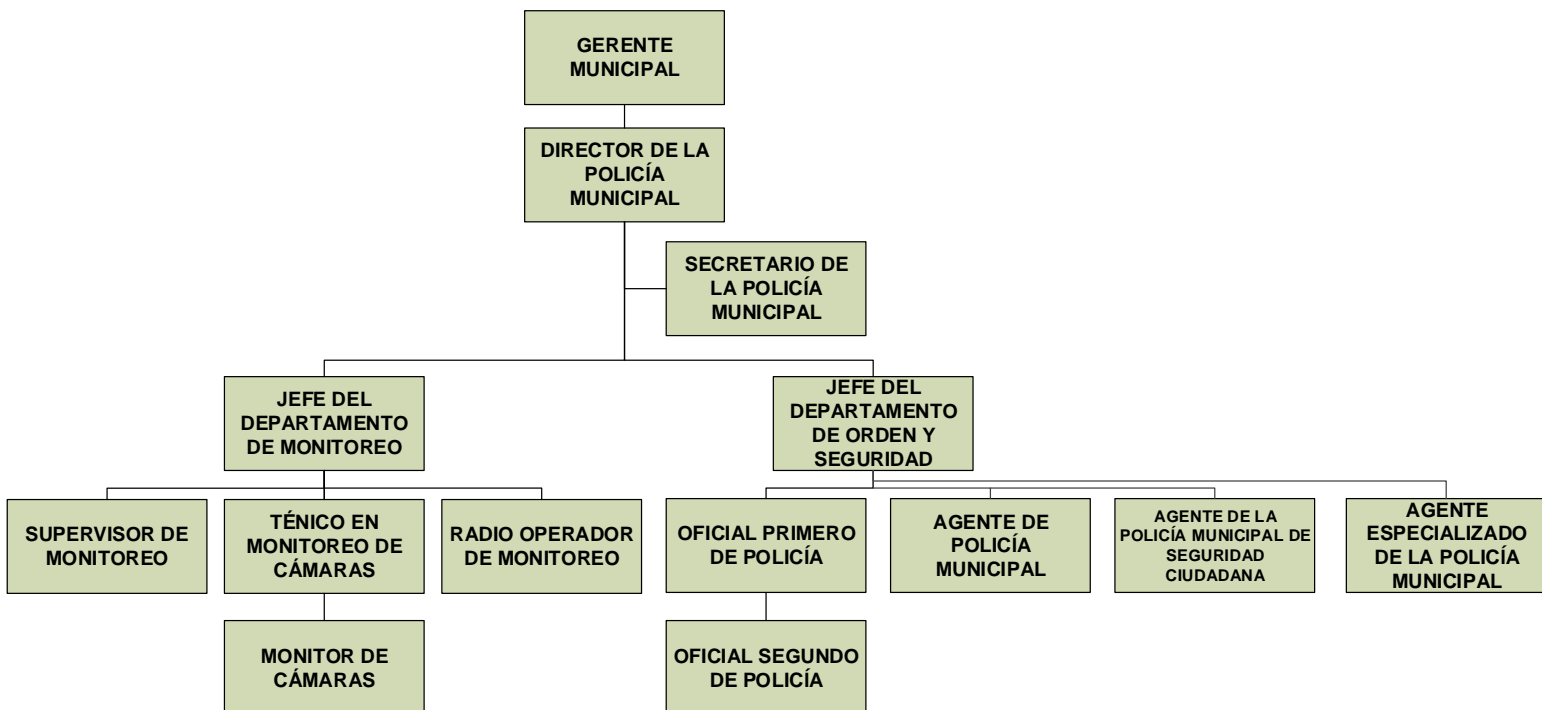 GERENTE
MUNICIPAL
DIRECTOR DE LA
POLICÍA
MUNICIPAL
SECRETARIO DE
LA POLICÍA
MUNICIPAL
JEFE DEL
DEPARTAMENTO
DE MONITOREO
JEFE DEL
DEPARTAMENTO
DE ORDEN Y
SEGURIDAD
SUPERVISOR DE
MONITOREO
TÉNICO EN
MONITOREO DE
CÁMARAS
RADIO OPERADOR
DE MONITOREO
OFICIAL PRIMERO
DE POLICÍA
AGENTE DE
POLICÍA
MUNICIPAL
AGENTE DE LA
POLICÍA MUNICIPAL DE
SEGURIDAD
CIUDADANA
AGENTE
ESPECIALIZADO
DE LA POLICÍA
MUNICIPAL
MONITOR DE
CÁMARAS
OFICIAL SEGUNDO
DE POLICÍA